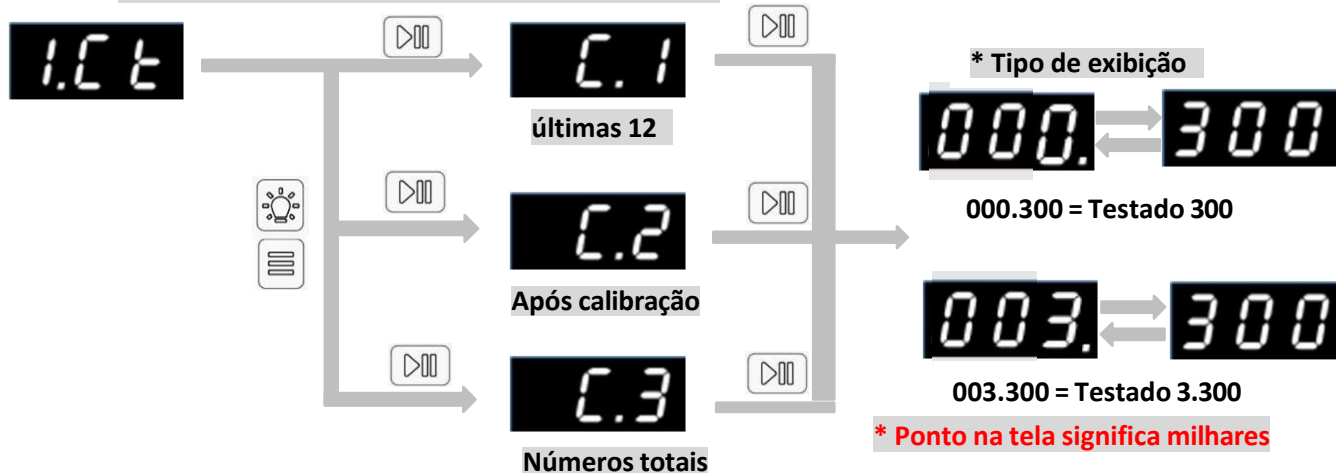 1.Ct
C.1
últimas 12
* Tipo de exibição
000.
300
000.300 = Testado 300
C.2
Após calibração
003.
300
003.300 = Testado 3.300
C.3
* Ponto na tela significa milhares
Números totais